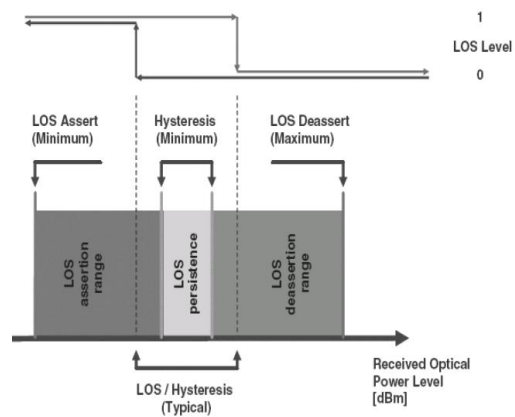 1
LOS Level
0
LOS Assert
(Minimum)
Hysteresis
(Minimum)
LOS Deassert
(Maximum)
LOS
assertion
range
LOS
persistence
LOS
deassertion
range
LOS / Hysteresis
(Typical)
Received Optical
Power Level
[dBm]